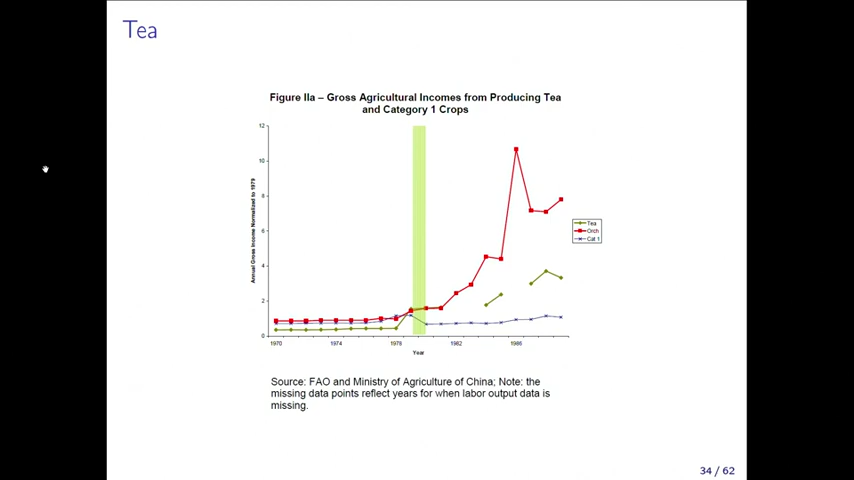 Tea
Figure IIa – Gross Agricultural Incomes from Producing Tea
and Category 1 Crops
12
10
8
6
4
2
0
Annual Gross Income Normalized to 1979
1970
1974
1978
1982
1986
Year
Tea
Orch
Cat 1
Source: FAO and Ministry of Agriculture of China; Note: the
missing data points reflect years for when labor output data is
missing.
34 / 62